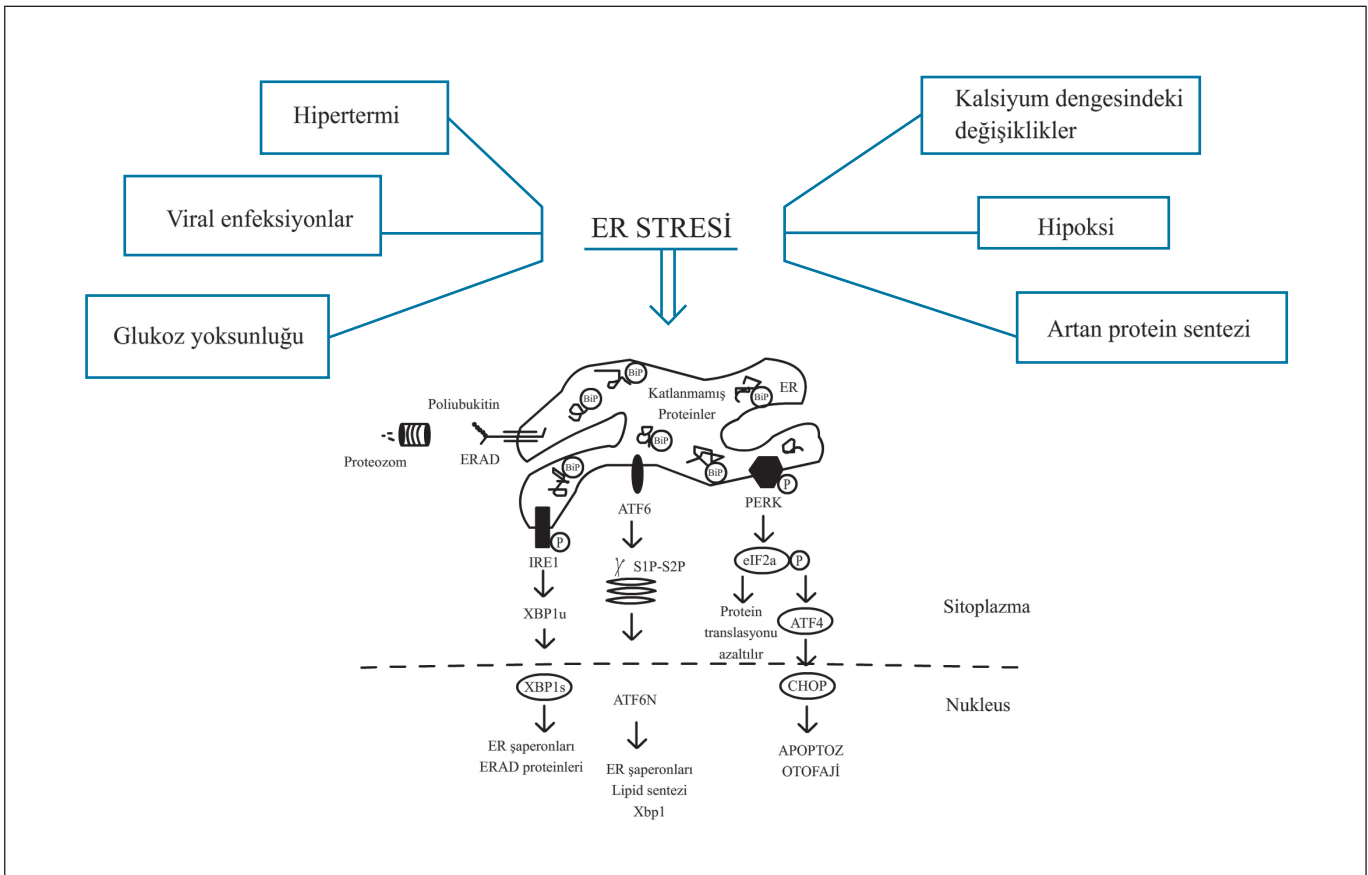 Hipertermi
Viral enfeksiyonlar
Glukoz yoksunluğu
ER STRESİ
Kalsiyum dengesindeki
değişiklikler
Hipoksi
Artan protein sentezi
BiP
BiP
Katlanmamış
Proteinler
BiP
ER
Poliubukitin
Proteozom
ERAD
BiP
BiP
BiP
P
IRE1
ATF6
P
PERK
S1P-S2P
eIF2a
P
XBP1u
Protein
translasyonu
azaltılır
ATF4
Sitoplazma
XBP1s
ATF6N
CHOP
Nukleus
ER şaperonları
ERAD proteinleri
ER şaperonları
Lipid sentezi
Xbp1
APOPTOZ
OTOFAJİ